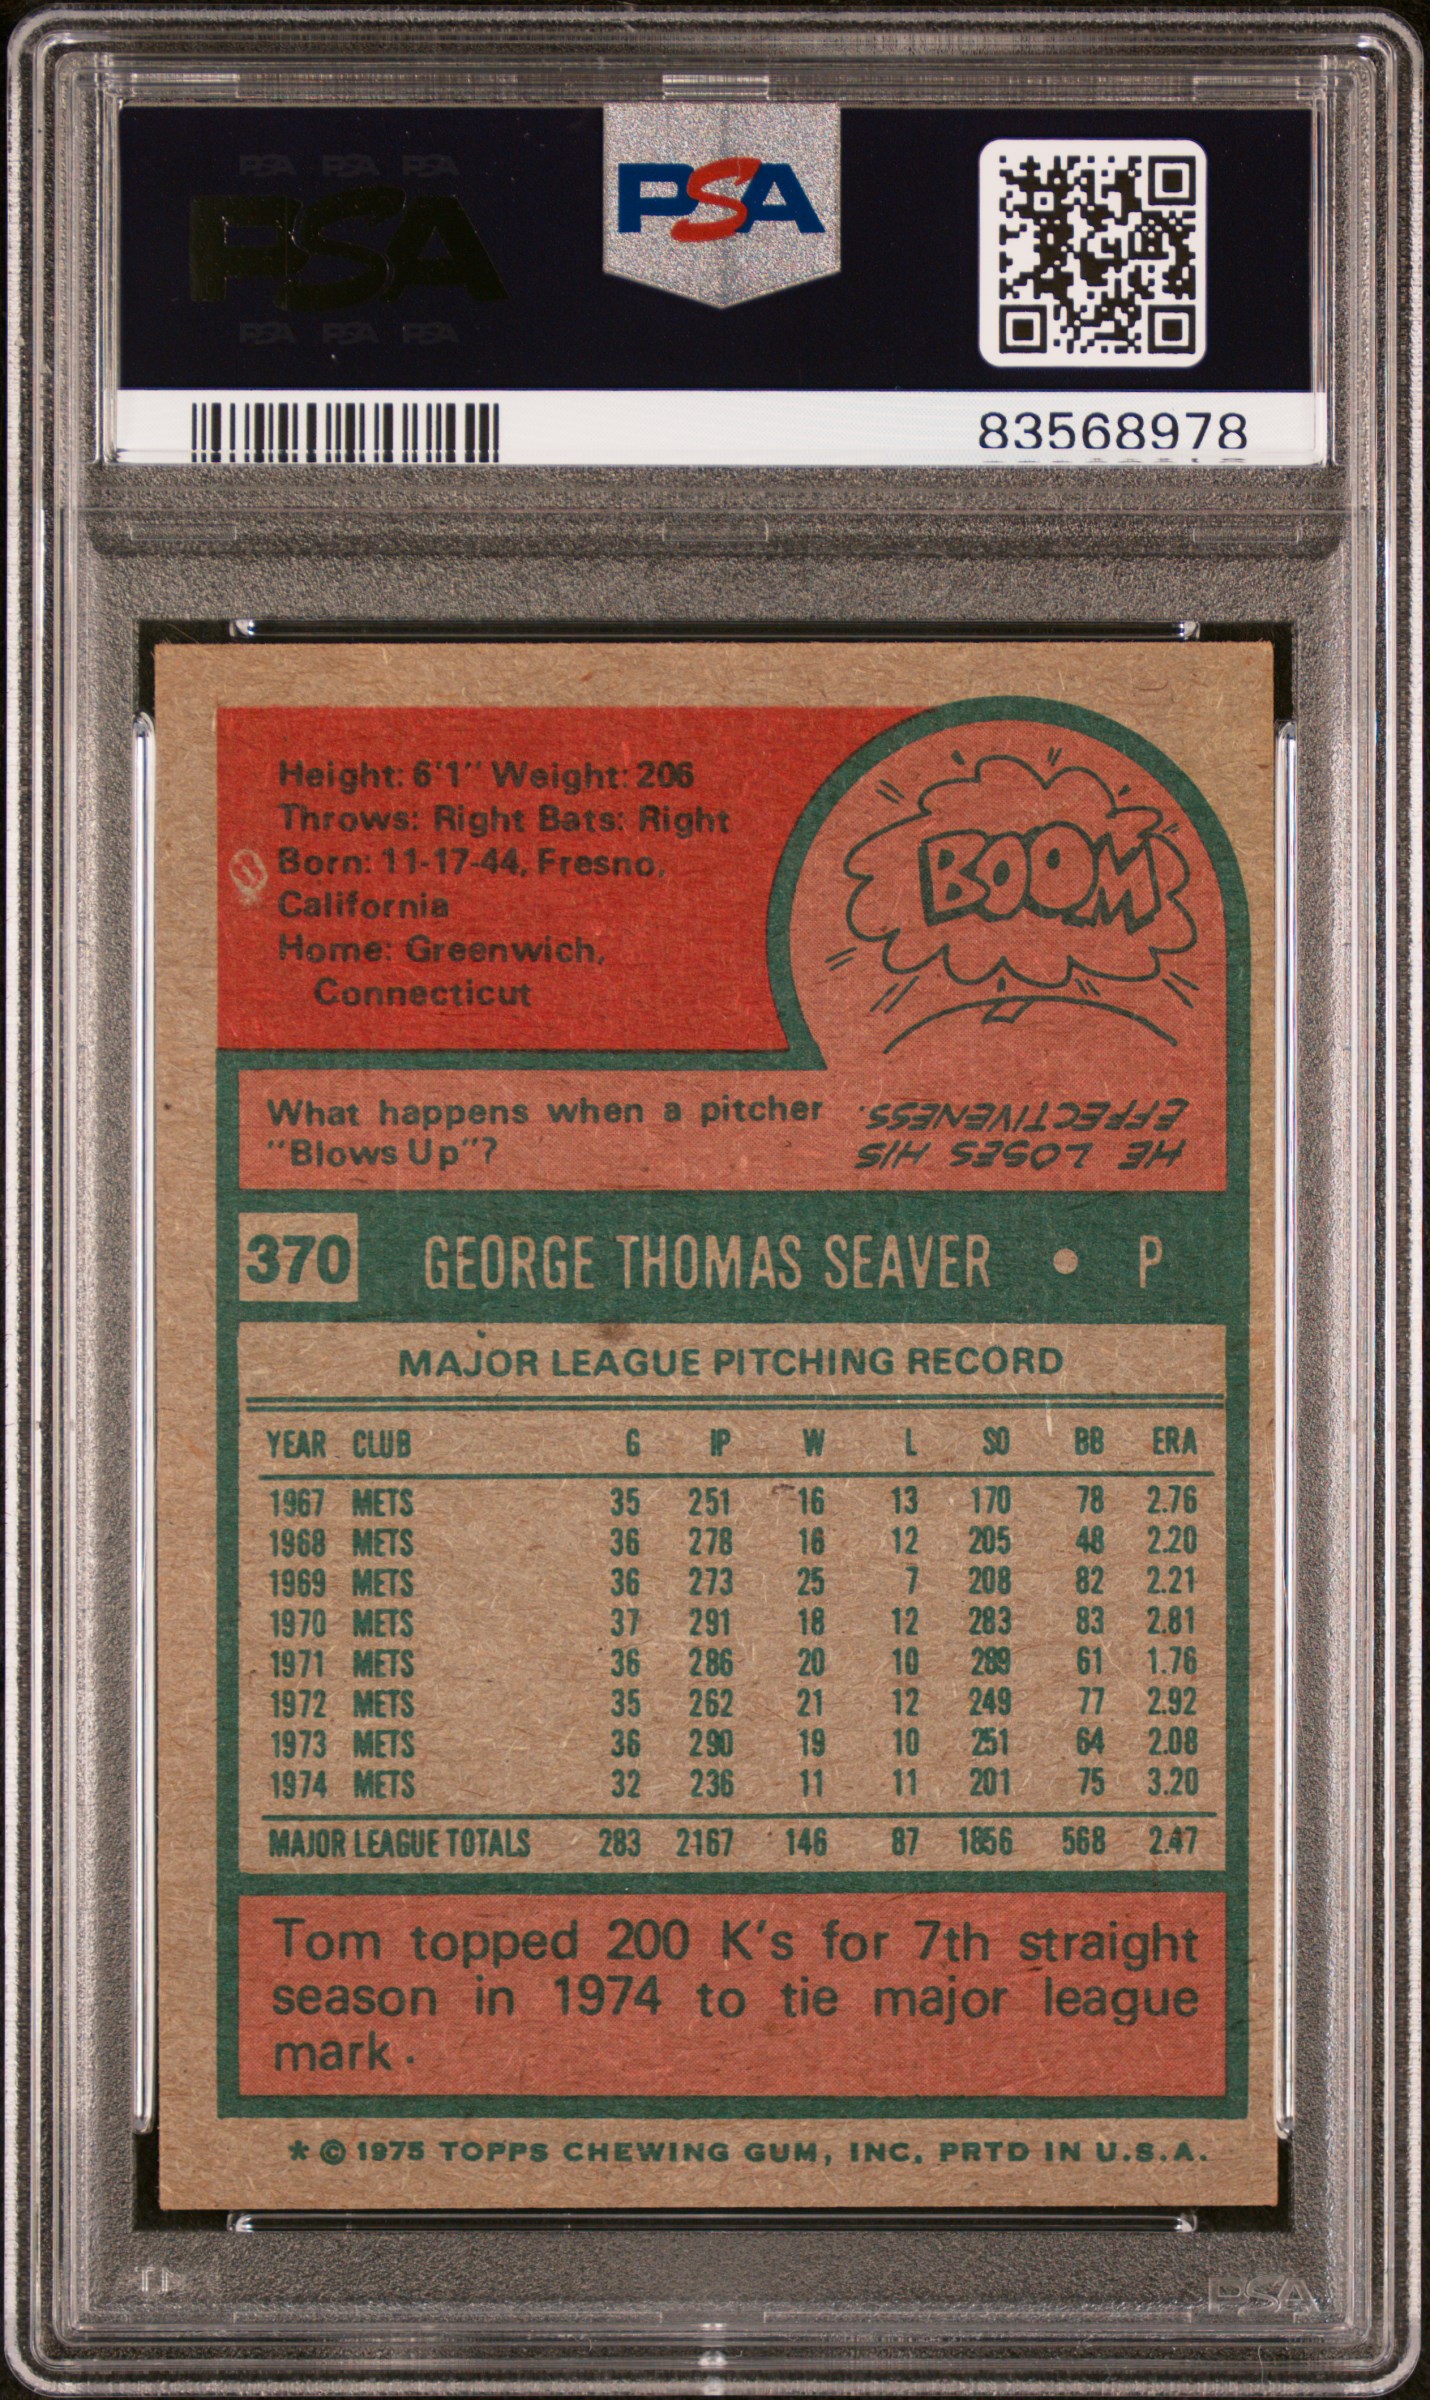 PSA PSA PSA
PSA
PSA PSA PSA
PSA
83568978
Height: 6'1" Weight: 206
Throws: Right Bats: Right
Born: 11-17-44, Fresno,
California
Home: Greenwich,
Connecticut
BOOM!
What happens when a pitcher
"Blows Up"?
HE LOSES HIS
EFFECTIVENESS.
370 GEORGE THOMAS SEAVER • P
MAJOR LEAGUE PITCHING RECORD
YEAR CLUB G IP W L SO BB ERA
1967 METS 35 251 16 13 170 78 2.76
1968 METS 36 278 16 12 205 48 2.20
1969 METS 36 273 25 7 208 82 2.21
1970 METS 37 291 18 12 283 83 2.81
1971 METS 36 286 20 10 289 61 1.76
1972 METS 35 262 21 12 249 77 2.92
1973 METS 36 290 19 10 251 64 2.08
1974 METS 32 236 11 11 201 75 3.20
MAJOR LEAGUE TOTALS 283 2167 146 87 1856 568 2.47
Tom topped 200 K's for 7th straight
season in 1974 to tie major league
mark.
* © 1975 TOPPS CHEWING GUM, INC. PRTD IN U.S.A.
PSA